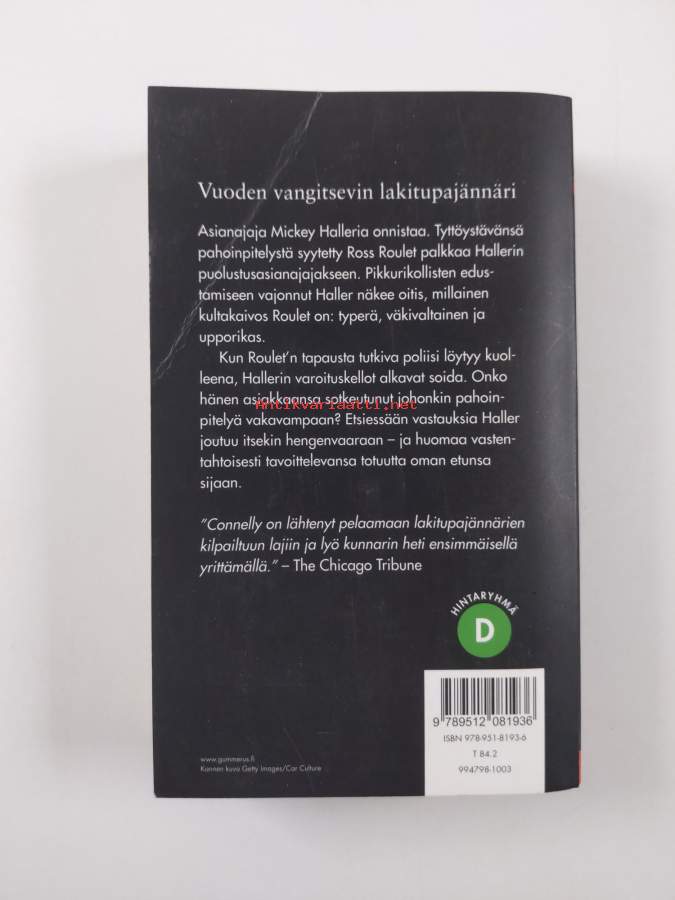 Vuoden vangitsevin lakitupajännäri
Asianajaja Mickey Halleria onnistaa. Tyttöystävänsä
pahoinpitelystä syytetty Ross Roulet palkkaa Hallerin
puolustusasianajajakseen. Pikkurikollisten edus-
tamiseen vajonnut Haller näkee oitis, millainen
kultakaivos Roulet on: typerä, väkivaltainen ja
upporikas.
Kun Roulet'n tapausta tutkiva poliisi löytyy kuol-
leena, Hallerin varoituskellot alkavat soida. Onko
hänen asiakkaansa sotkeutunut johonkin pahoin-
Antikvariaatti.net
pitelyä vakavampaan? Etsiessään vastauksia Haller
joutuu itsekin hengenvaaraan – ja huomaa vasten-
tahtoisesti tavoittelevansa totuutta oman etunsa
sijaan.
"Connelly on lähtenyt pelaamaan lakitupajännärien
kilpailtuun lajiin ja lyö kunnarin heti ensimmäisellä
yrittämällä." – The Chicago Tribune
HINTARYHMÄ
D
9 789512 081936
ISBN 978-951-8193-6
T 84.2
994798-1003
www.gummerus.fi
Kannen kuva Getty Images/Car Culture